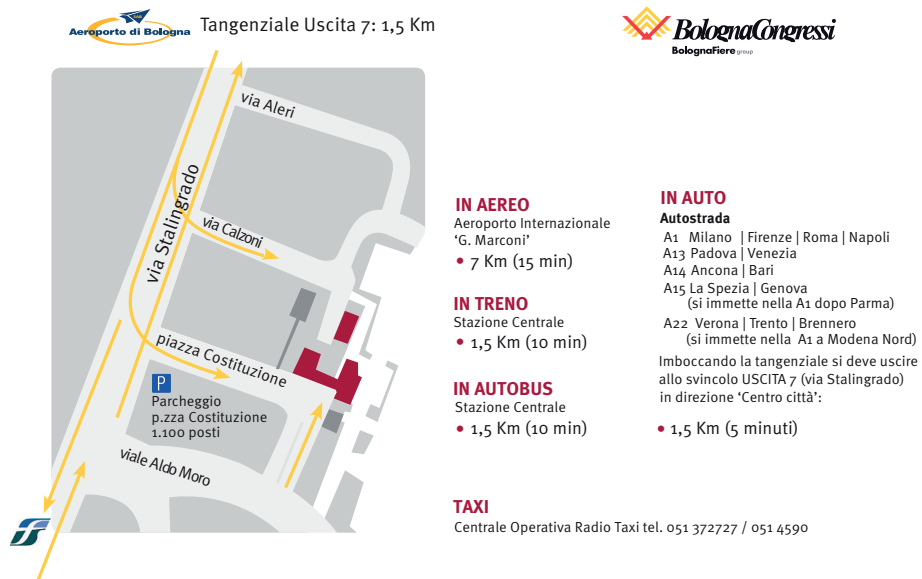 Aeroporto di Bologna
Tangenziale Uscita 7: 1,5 Km
BolognaCongressi
BolognaFiere group
via Aleri
via Stalingrado
via Calzoni
piazza Costituzione
P
Parcheggio
p.zza Costituzione
1.100 posti
viale Aldo Moro
IN AEREO
Aeroporto Internazionale
‘G. Marconi’
• 7 Km (15 min)
IN TRENO
Stazione Centrale
• 1,5 Km (10 min)
IN AUTOBUS
Stazione Centrale
• 1,5 Km (10 min)
IN AUTO
Autostrada
A1 Milano | Firenze | Roma | Napoli
A13 Padova | Venezia
A14 Ancona | Bari
A15 La Spezia | Genova
(si immette nella A1 dopo Parma)
A22 Verona | Trento | Brennero
(si immette nella A1 a Modena Nord)
Imboccando la tangenziale si deve uscire
allo svincolo USCITA 7 (via Stalingrado)
in direzione ‘Centro città’:
• 1,5 Km (5 minuti)
TAXI
Centrale Operativa Radio Taxi tel. 051 372727 / 051 4590